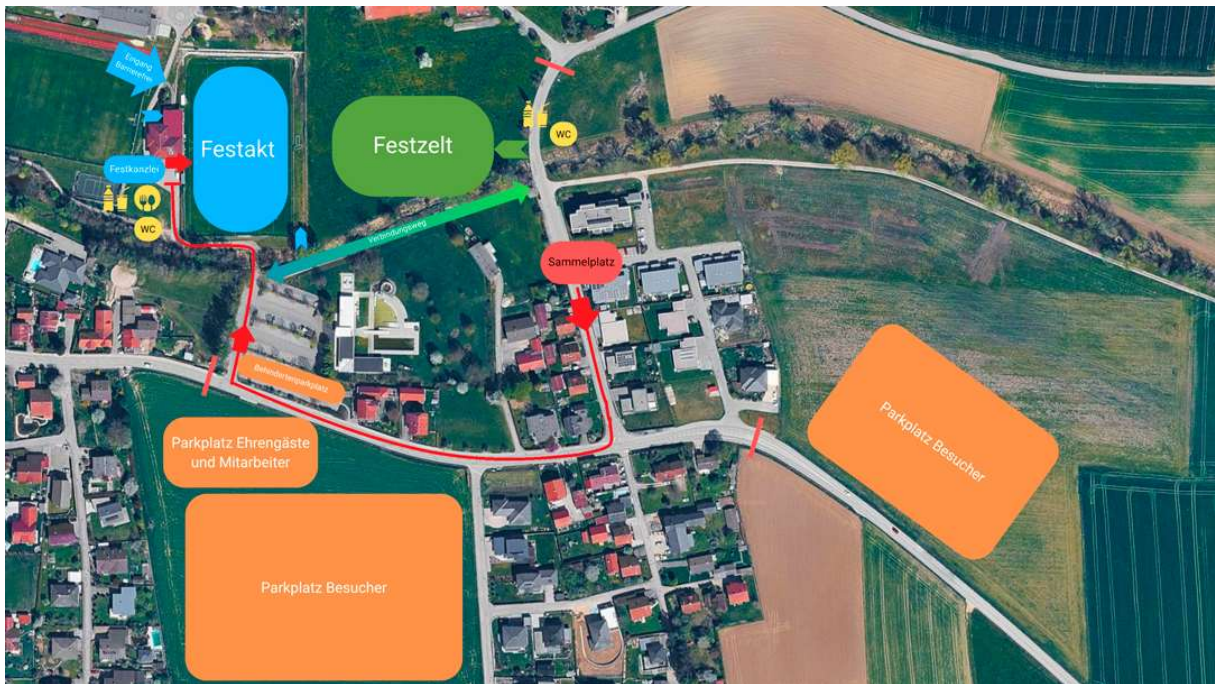 Eingang
Barrierefrei
Festakt
Festzelt
WC
Festkanzlei
WC
Verbindungsweg
Sammelplatz
Behindertenparkplatz
Parkplatz Ehrengäste
und Mitarbeiter
Parkplatz Besucher
Parkplatz Besucher